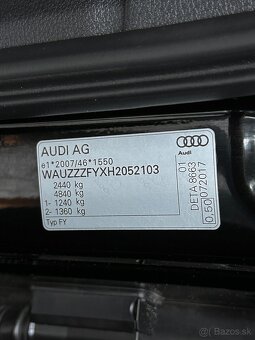 AUDI AG
e1*2007/46*1550
WAUZZZFYXH2052103
2440 kg
4840 kg
1- 1240 kg
2- 1360 kg
Typ FY
Audi
01
DETA 8663
072017
0.50
© bazos.sk